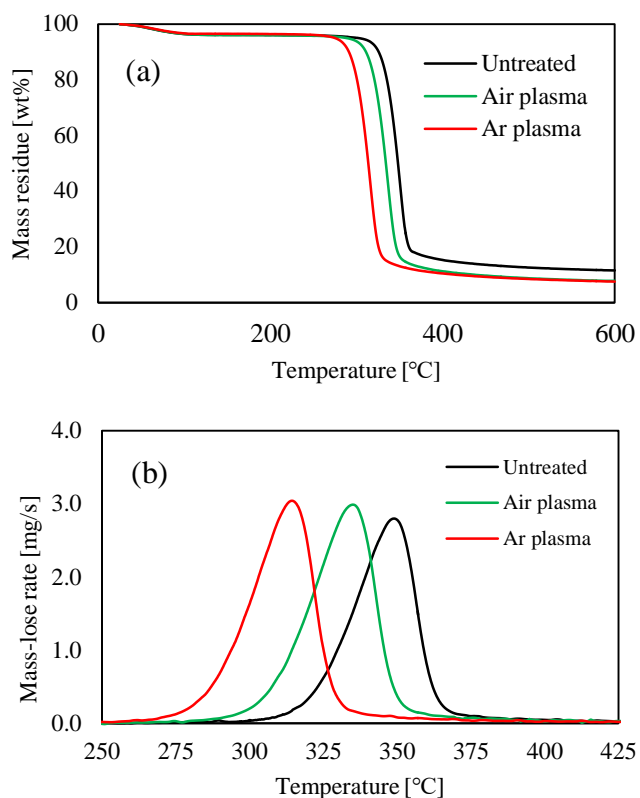 100
(a)
Untreated
80
Air plasma
Ar plasma
60
Mass residue [wt%]
40
20
0
0
200
400
600
Temperature [°C]
4.0
(b)
Untreated
3.0
Air plasma
Ar plasma
2.0
Mass-lose rate [mg/s]
1.0
0.0
250
275
300
325
350
375
400
425
Temperature [°C]